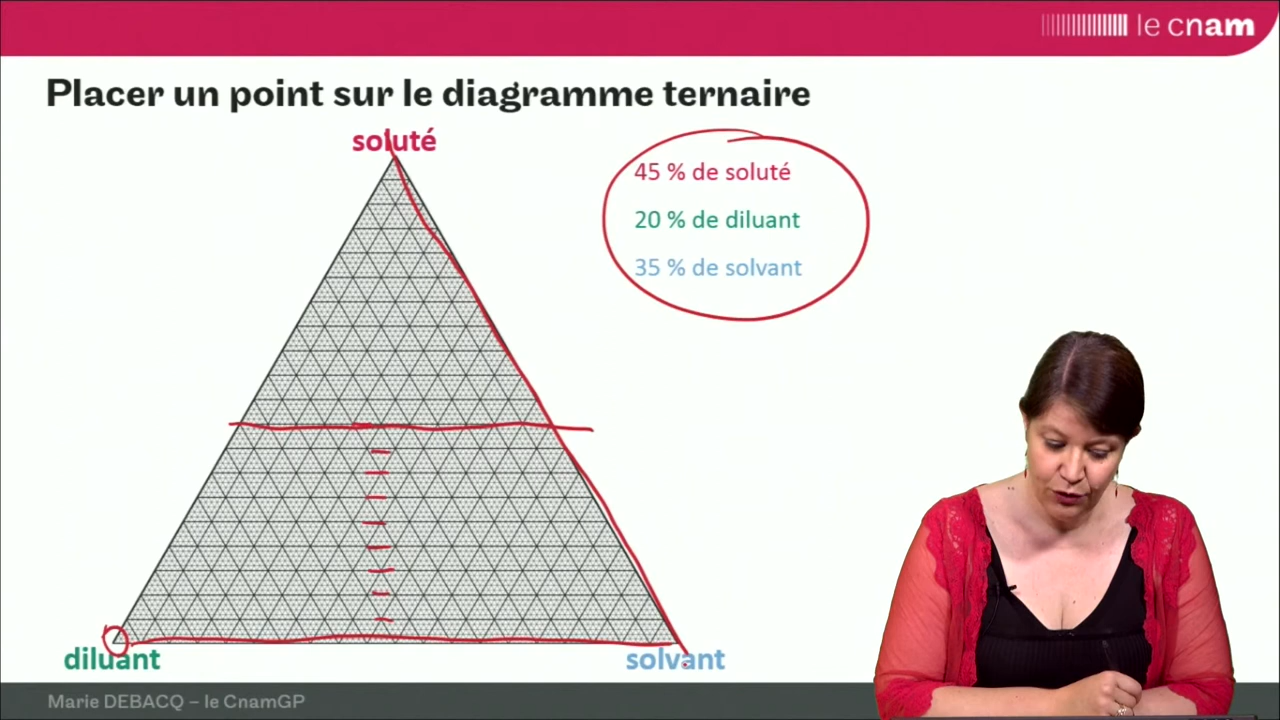 le cnam
Placer un point sur le diagramme ternaire
soluté
45 % de soluté
20 % de diluant
35 % de solvant
diluant
solvant
Marie DEBACQ – le CnamGP